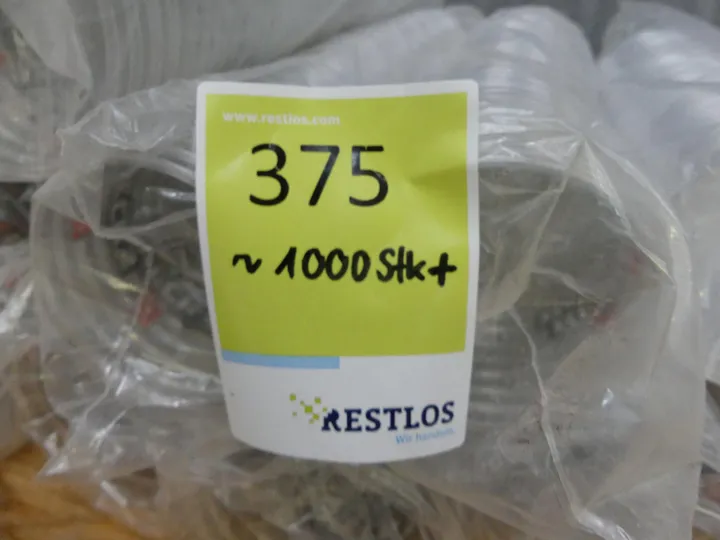 www.restlos.com
375
~ 1000 Stk+
RESTLOS
Wir handeln.